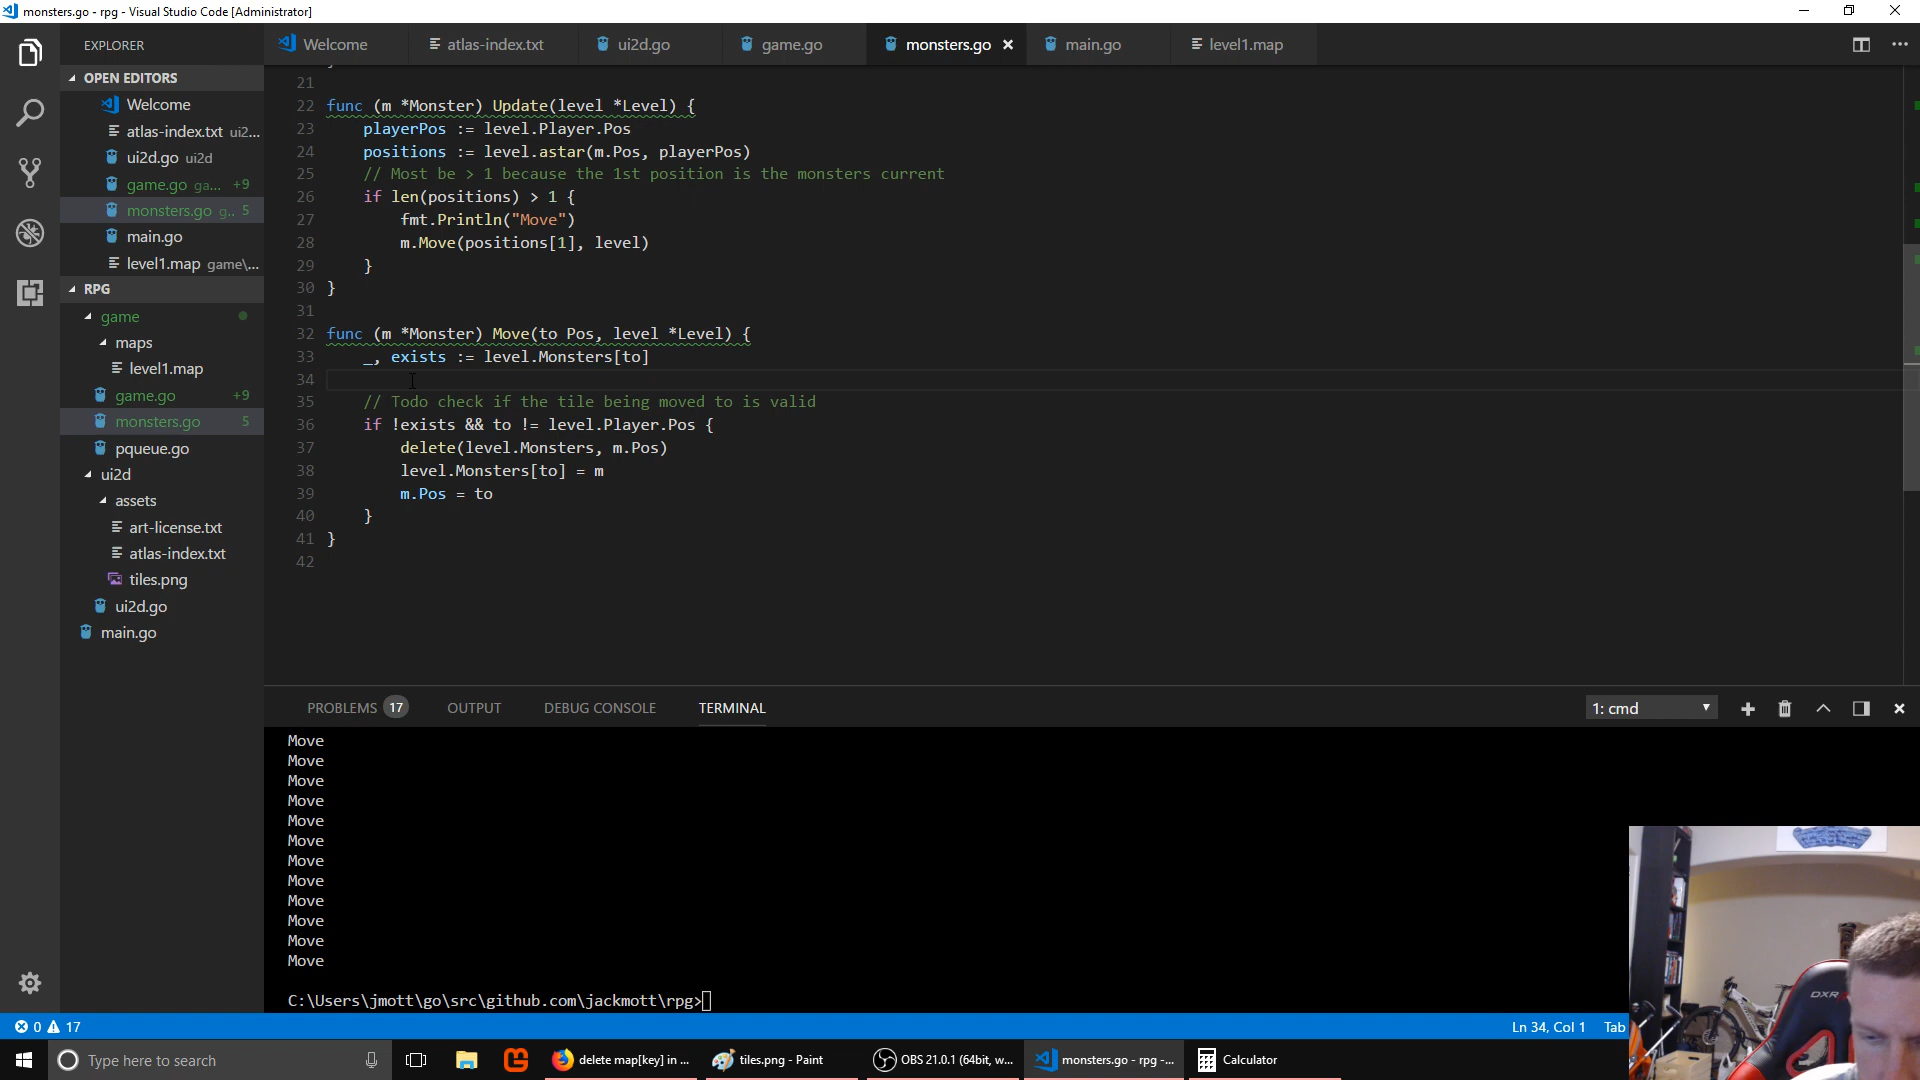 monsters.go - rpg - Visual Studio Code [Administrator]
EXPLORER
Welcome
atlas-index.txt
ui2d.go
game.go
monsters.go
main.go
level1.map
OPEN EDITORS
Welcome
atlas-index.txt ui2...
ui2d.go ui2d
game.go ga... +9
monsters.go g.. 5
main.go
level1.map game\...
RPG
game
maps
level1.map
game.go +9
monsters.go 5
pqueue.go
ui2d
assets
art-license.txt
atlas-index.txt
tiles.png
ui2d.go
main.go
21
22 func (m *Monster) Update(level *Level) {
23 playerPos := level.Player.Pos
24 positions := level.astar(m.Pos, playerPos)
25 // Most be > 1 because the 1st position is the monsters current
26 if len(positions) > 1 {
27 fmt.Println("Move")
28 m.Move(positions[1], level)
29 }
30 }
31
32 func (m *Monster) Move(to Pos, level *Level) {
33 _, exists := level.Monsters[to]
34
35 // Todo check if the tile being moved to is valid
36 if !exists && to != level.Player.Pos {
37 delete(level.Monsters, m.Pos)
38 level.Monsters[to] = m
39 m.Pos = to
40 }
41 }
42
PROBLEMS 17
OUTPUT
DEBUG CONSOLE
TERMINAL
1: cmd
Move
Move
Move
Move
Move
Move
Move
Move
Move
Move
Move
Move
C:\Users\jmott\go\src\github.com\jackmott\rpg>
0 17
Ln 34, Col 1
Tab
DXR
Type here to search
delete map[key] in ...
tiles.png - Paint
OBS 21.0.1 (64bit, w...
monsters.go - rpg -...
Calculator